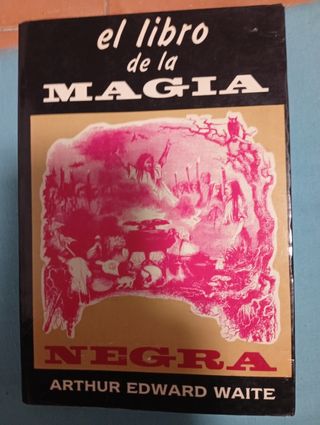 el libro
de la
MAGIA
NEGRA
ARTHUR EDWARD WAITE